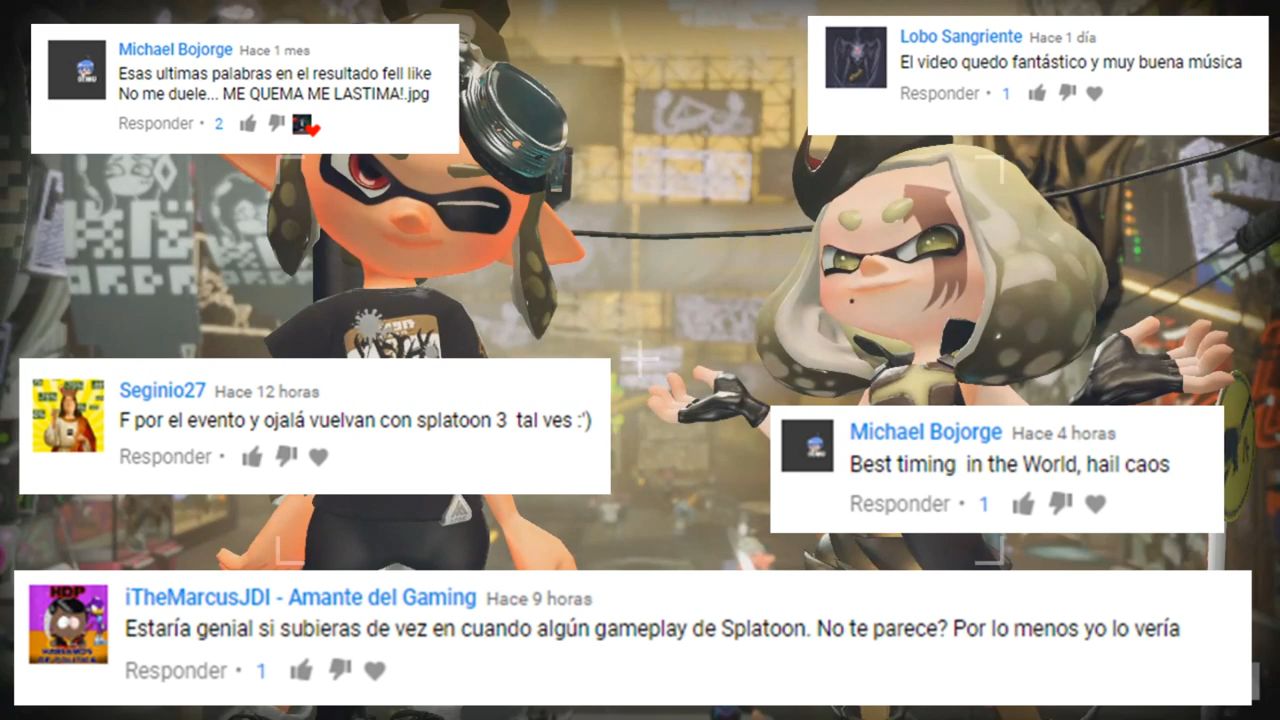 Michael Bojorge Hace 1 mes
Esas ultimas palabras en el resultado fell like
No me duele... ME QUEMA ME LASTIMA!.jpg
Responder · 2
Lobo Sangriente Hace 1 día
El video quedo fantástico y muy buena música
Responder · 1
Seginio27 Hace 12 horas
F por el evento y ojalá vuelvan con splatoon 3 tal ves :')
Responder ·
Michael Bojorge Hace 4 horas
Best timing in the World, hail caos
Responder · 1
HDP
iTheMarcusJDI - Amante del Gaming Hace 9 horas
Estaría genial si subieras de vez en cuando algún gameplay de Splatoon. No te parece? Por lo menos yo lo vería
Responder · 1